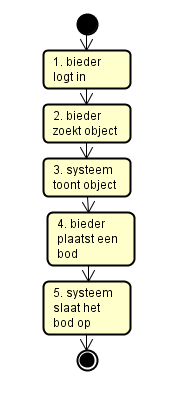 1. bieder
logt in
2. bieder
zoekt object
3. systeem
toont object
4. bieder
plaatst een
bod
5. systeem
slaat het
bod op